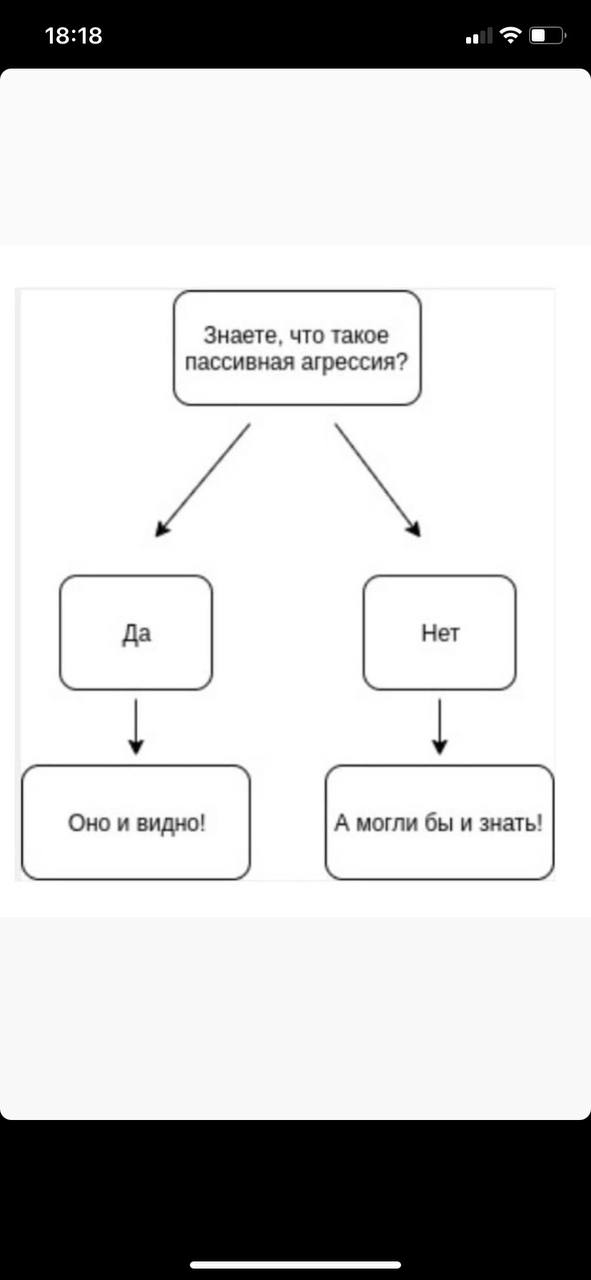 18:18
Знаете, что такое
пассивная агрессия?
Да
Нет
Оно и видно!
А могли бы и знать!